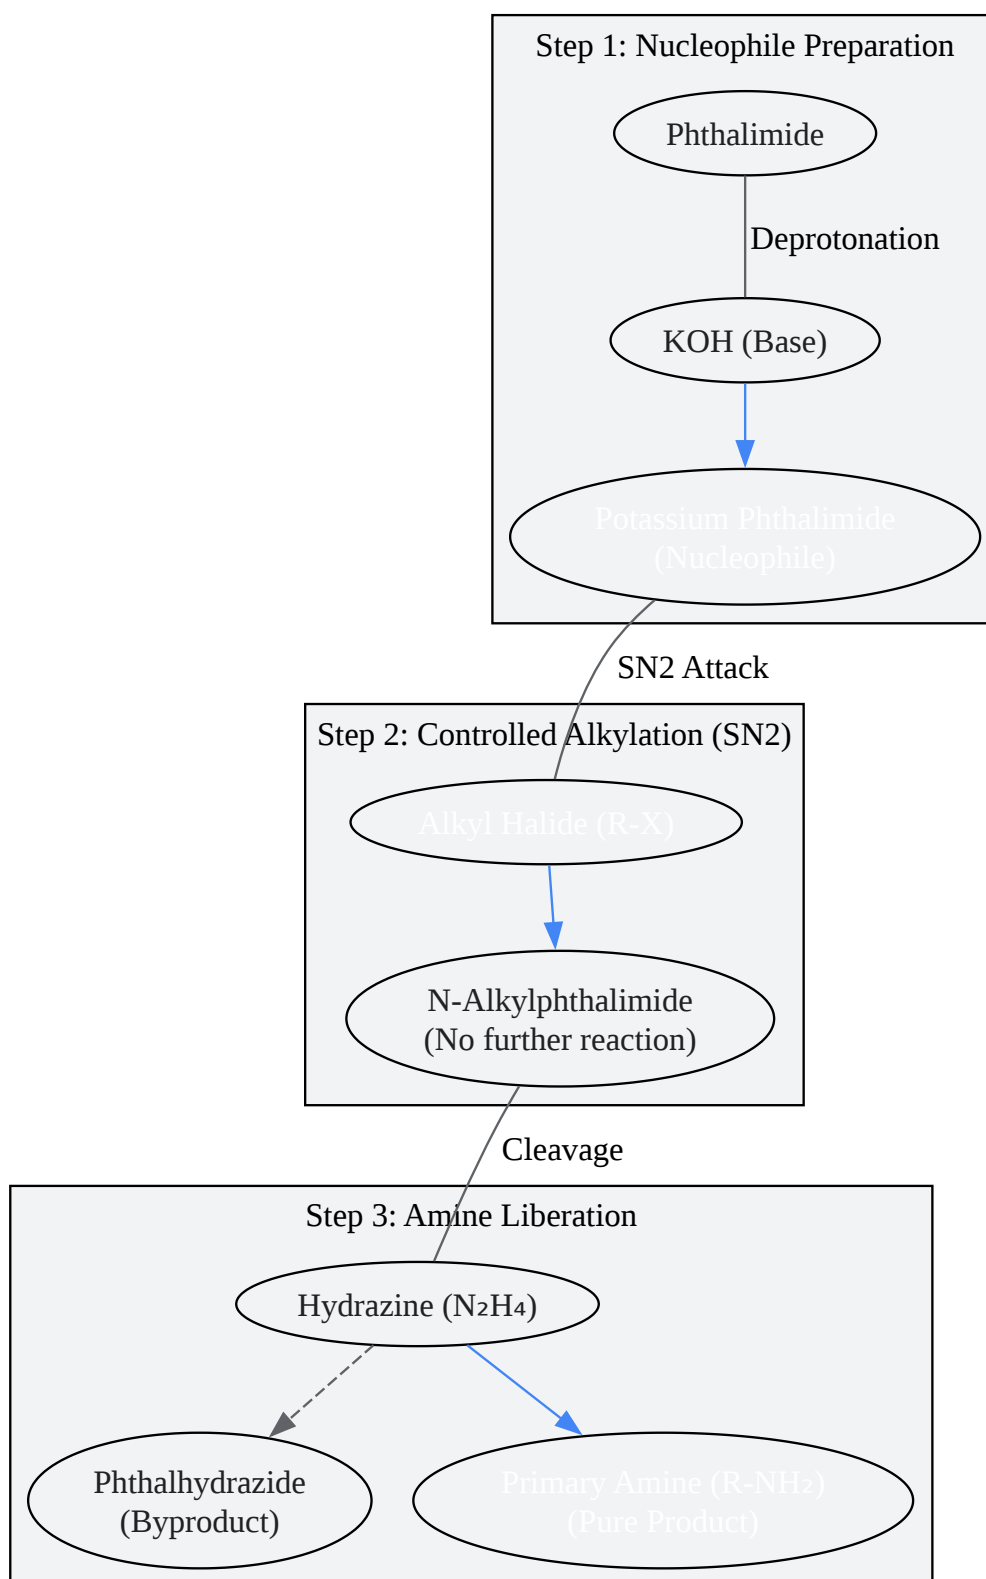 Step 1: Nucleophile Preparation
Phthalimide
Deprotonation
KOH (Base)
Potassium Phthalimide
(Nucleophile)
SN2 Attack
Step 2: Controlled Alkylation (SN2)
Alkyl Halide (R-X)
N-Alkylphthalimide
(No further reaction)
Cleavage
Step 3: Amine Liberation
Hydrazine (N₂H₄)
Phthalhydrazide
(Byproduct)
Primary Amine (R-NH₂)
(Pure Product)